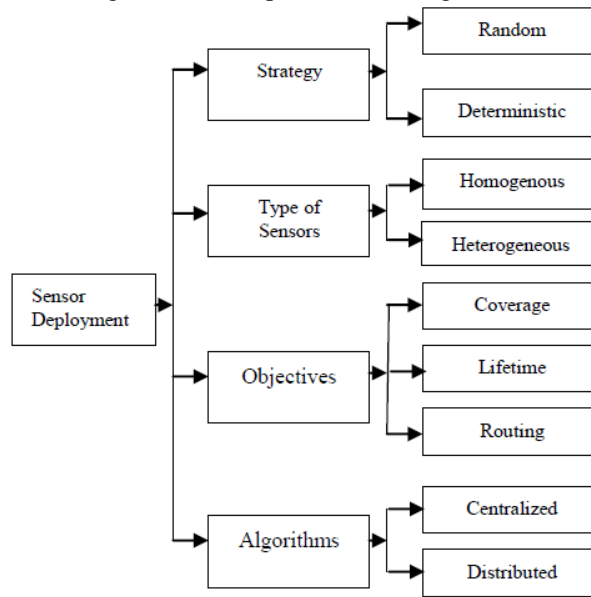 Random
Strategy
Deterministic
Homogenous
Type of
Sensors
Heterogeneous
Sensor
Deployment
Coverage
Objectives
Lifetime
Routing
Centralized
Algorithms
Distributed